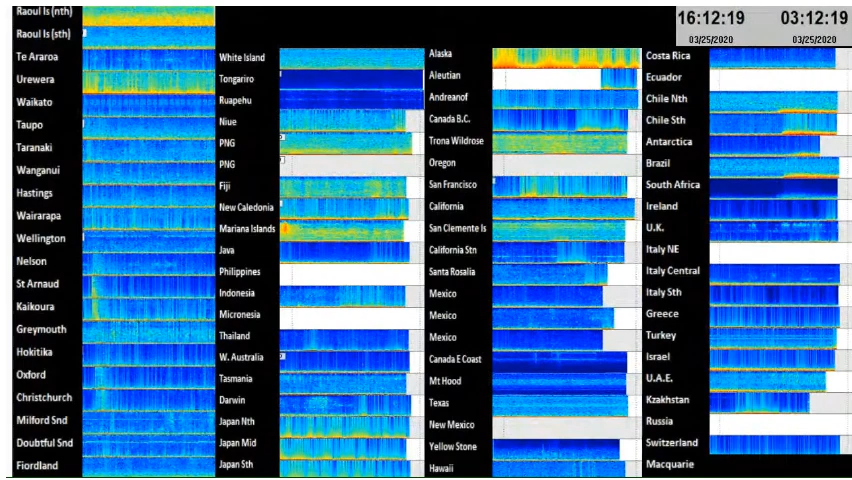 Raoul Is (nth)
Raoul Is (sth)
Te Araroa
Urewera
Waikato
Taupo
Taranaki
Wanganui
Hastings
Wairarapa
Wellington
Nelson
St Arnaud
Kaikoura
Greymouth
Hokitika
Oxford
Christchurch
Milford Snd
Doubtful Snd
Fiordland
White Island
Tongariro
Ruapehu
Niue
PNG
PNG
Fiji
New Caledonia
Mariana Islands
Java
Philippines
Indonesia
Micronesia
Thailand
W. Australia
Tasmania
Darwin
Japan Nth
Japan Mid
Japan Sth
Alaska
Aleutian
Andreanof
Canada B.C.
Trona Wildrose
Oregon
San Francisco
California
San Clemente Is
California Stn
Santa Rosalia
Mexico
Mexico
Mexico
Canada E Coast
Mt Hood
Texas
New Mexico
Yellow Stone
Hawaii
16:12:19 03:12:19
03/25/2020 03/25/2020
Costa Rica
Ecuador
Chile Nth
Chile Sth
Antarctica
Brazil
South Africa
Ireland
U.K.
Italy NE
Italy Central
Italy Sth
Greece
Turkey
Israel
U.A.E.
Kzakhstan
Russia
Switzerland
Macquarie